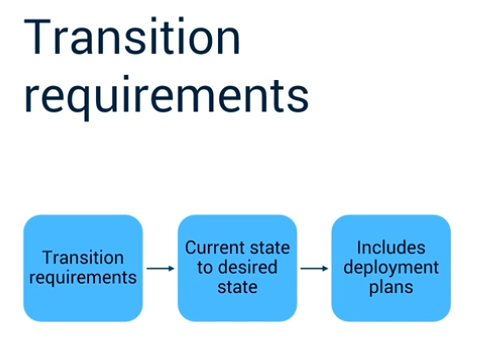 Transition
requirements
Transition
requirements
Current state
to desired
state
Includes
deployment
plans